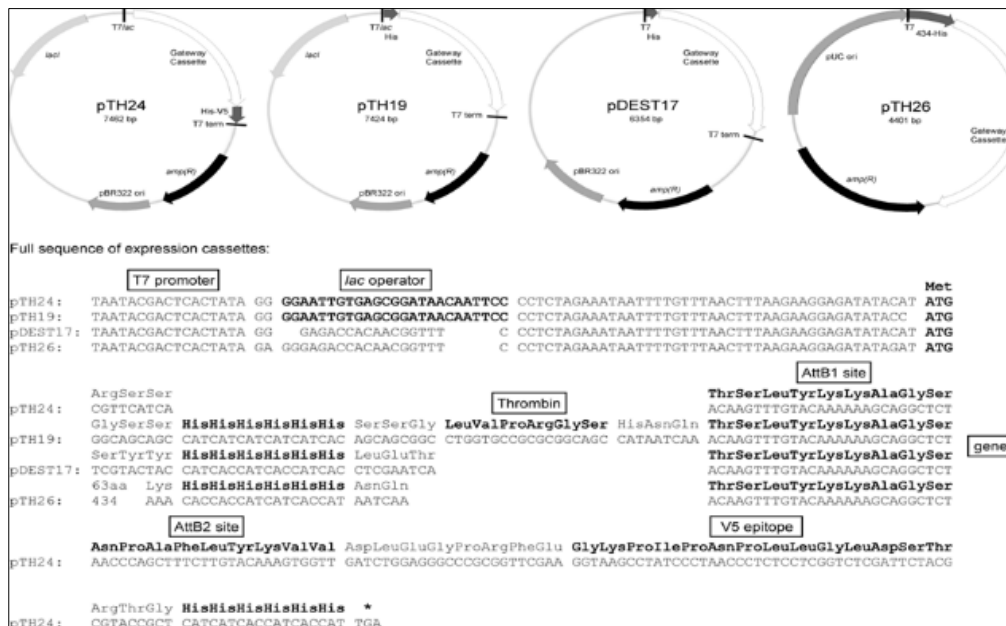 T7lac
lacI
Gateway
Cassette
pTH24
7462 bp
His-V5
T7 term
amp(R)
pBR322 ori
T7lac
His
lacI
Gateway
Cassette
pTH19
7424 bp
T7 term
amp(R)
pBR322 ori
T7
His
Gateway
Cassette
pDEST17
6354 bp
T7 term
amp(R)
pBR322 ori
T7 434-His
pUC ori
pTH26
4401 bp
Gateway
Cassette
amp(R)
Full sequence of expression cassettes:
T7 promoter lac operator
Met
pTH24: TAATACGACTCACTATA GG GGAATTGTGAGCGGATAACAATTCC CCTCTAGAAATAATTTTGTTTAACTTTAAGAAGGAGATATACAT ATG
pTH19: TAATACGACTCACTATA GG GGAATTGTGAGCGGATAACAATTCC CCTCTAGAAATAATTTTGTTTAACTTTAAGAAGGAGATATACC ATG
pDEST17: TAATACGACTCACTATA GG GAGACCACAACGGTTT C CCTCTAGAAATAATTTTGTTTAACTTTAAGAAGGAGATATACAT ATG
pTH26: TAATACGACTCACTATA GA GGGAGACCACAACGGTTT C CCTCTAGAAATAATTTTGTTTAACTTTAAGAAGGAGATATAGAT ATG
AttB1 site
ArgSerSer ThrSerLeuTyrLysLysAlaGlySer
pTH24: CGTTCATCA Thrombin ACAAGTTTGTACAAAAAAGCAGGCTCT
GlySerSer HisHisHisHisHisHis SerSerGly LeuValProArgGlySer HisAsnGln ThrSerLeuTyrLysLysAlaGlySer
pTH19: GGCAGCAGC CATCATCATCATCATCAC AGCAGCGGC CTGGTGCCGCGCGGCAGC CATAATCAA ACAAGTTTGTACAAAAAAGCAGGCTCT
gene
SerTyrTyr HisHisHisHisHisHis LeuGluThr ThrSerLeuTyrLysLysAlaGlySer
pDEST17: TCGTACTAC CATCACCATCACCATCAC CTCGAATCA ACAAGTTTGTACAAAAAAGCAGGCTCT
63aa Lys HisHisHisHisHisHis AsnGln ThrSerLeuTyrLysLysAlaGlySer
pTH26: 434 AAA CACCACCATCATCACCAT AATCAA ACAAGTTTGTACAAAAAAGCAGGCTCT
AttB2 site V5 epitope
AsnProAlaPheLeuTyrLysValVal AspLeuGluGlyProArgPheGlu GlyLysProIleProAsnProLeuLeuGlyLeuAspSerThr
pTH24: AACCCAGCTTTCTTGTACAAAGTGGTT GATCTGGAGGGCCCGCGGTTCGAA GGTAAGCCTATCCCTAACCCTCTCCTCGGTCTCGATTCTACG
ArgThrGly HisHisHisHisHisHis *
pTH24: CGTACCGCT CATCATCACCATCACCAT TGA